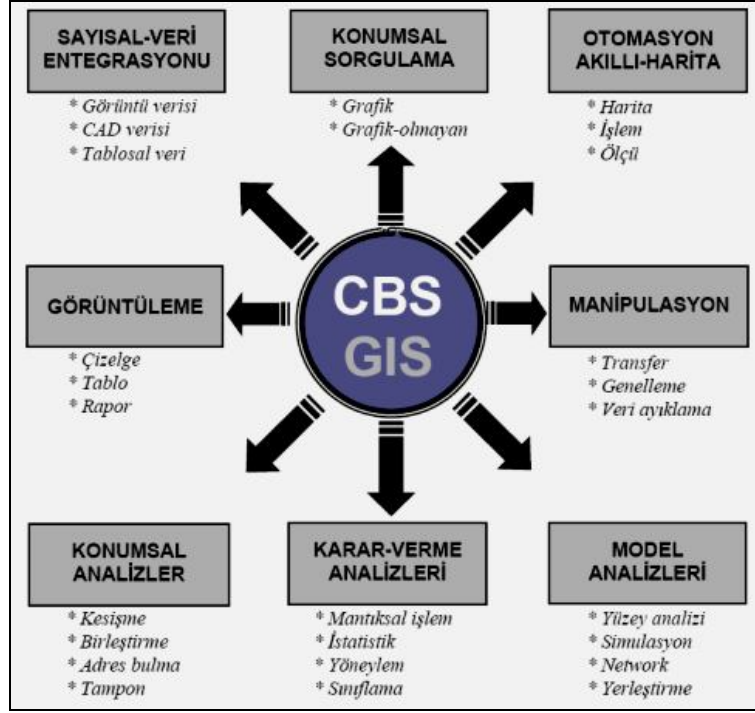 SAYISAL-VERİ
ENTEGRASYONU
* Görüntü verisi
* CAD verisi
* Tablosal veri
KONUMSAL
SORGULAMA
* Grafik
* Grafik-olmayan
OTOMASYON
AKILLI-HARİTA
* Harita
* İşlem
* Ölçü
GÖRÜNTÜLEME
* Çizelge
* Tablo
* Rapor
CBS
GIS
MANİPULASYON
* Transfer
* Genelleme
* Veri ayıklama
KONUMSAL
ANALİZLER
* Kesişme
* Birleştirme
* Adres bulma
* Tampon
KARAR-VERME
ANALİZLERİ
* Mantıksal işlem
* İstatistik
* Yöneylem
* Sınıflama
MODEL
ANALİZLERİ
* Yüzey analizi
* Simulasyon
* Network
* Yerleştirme